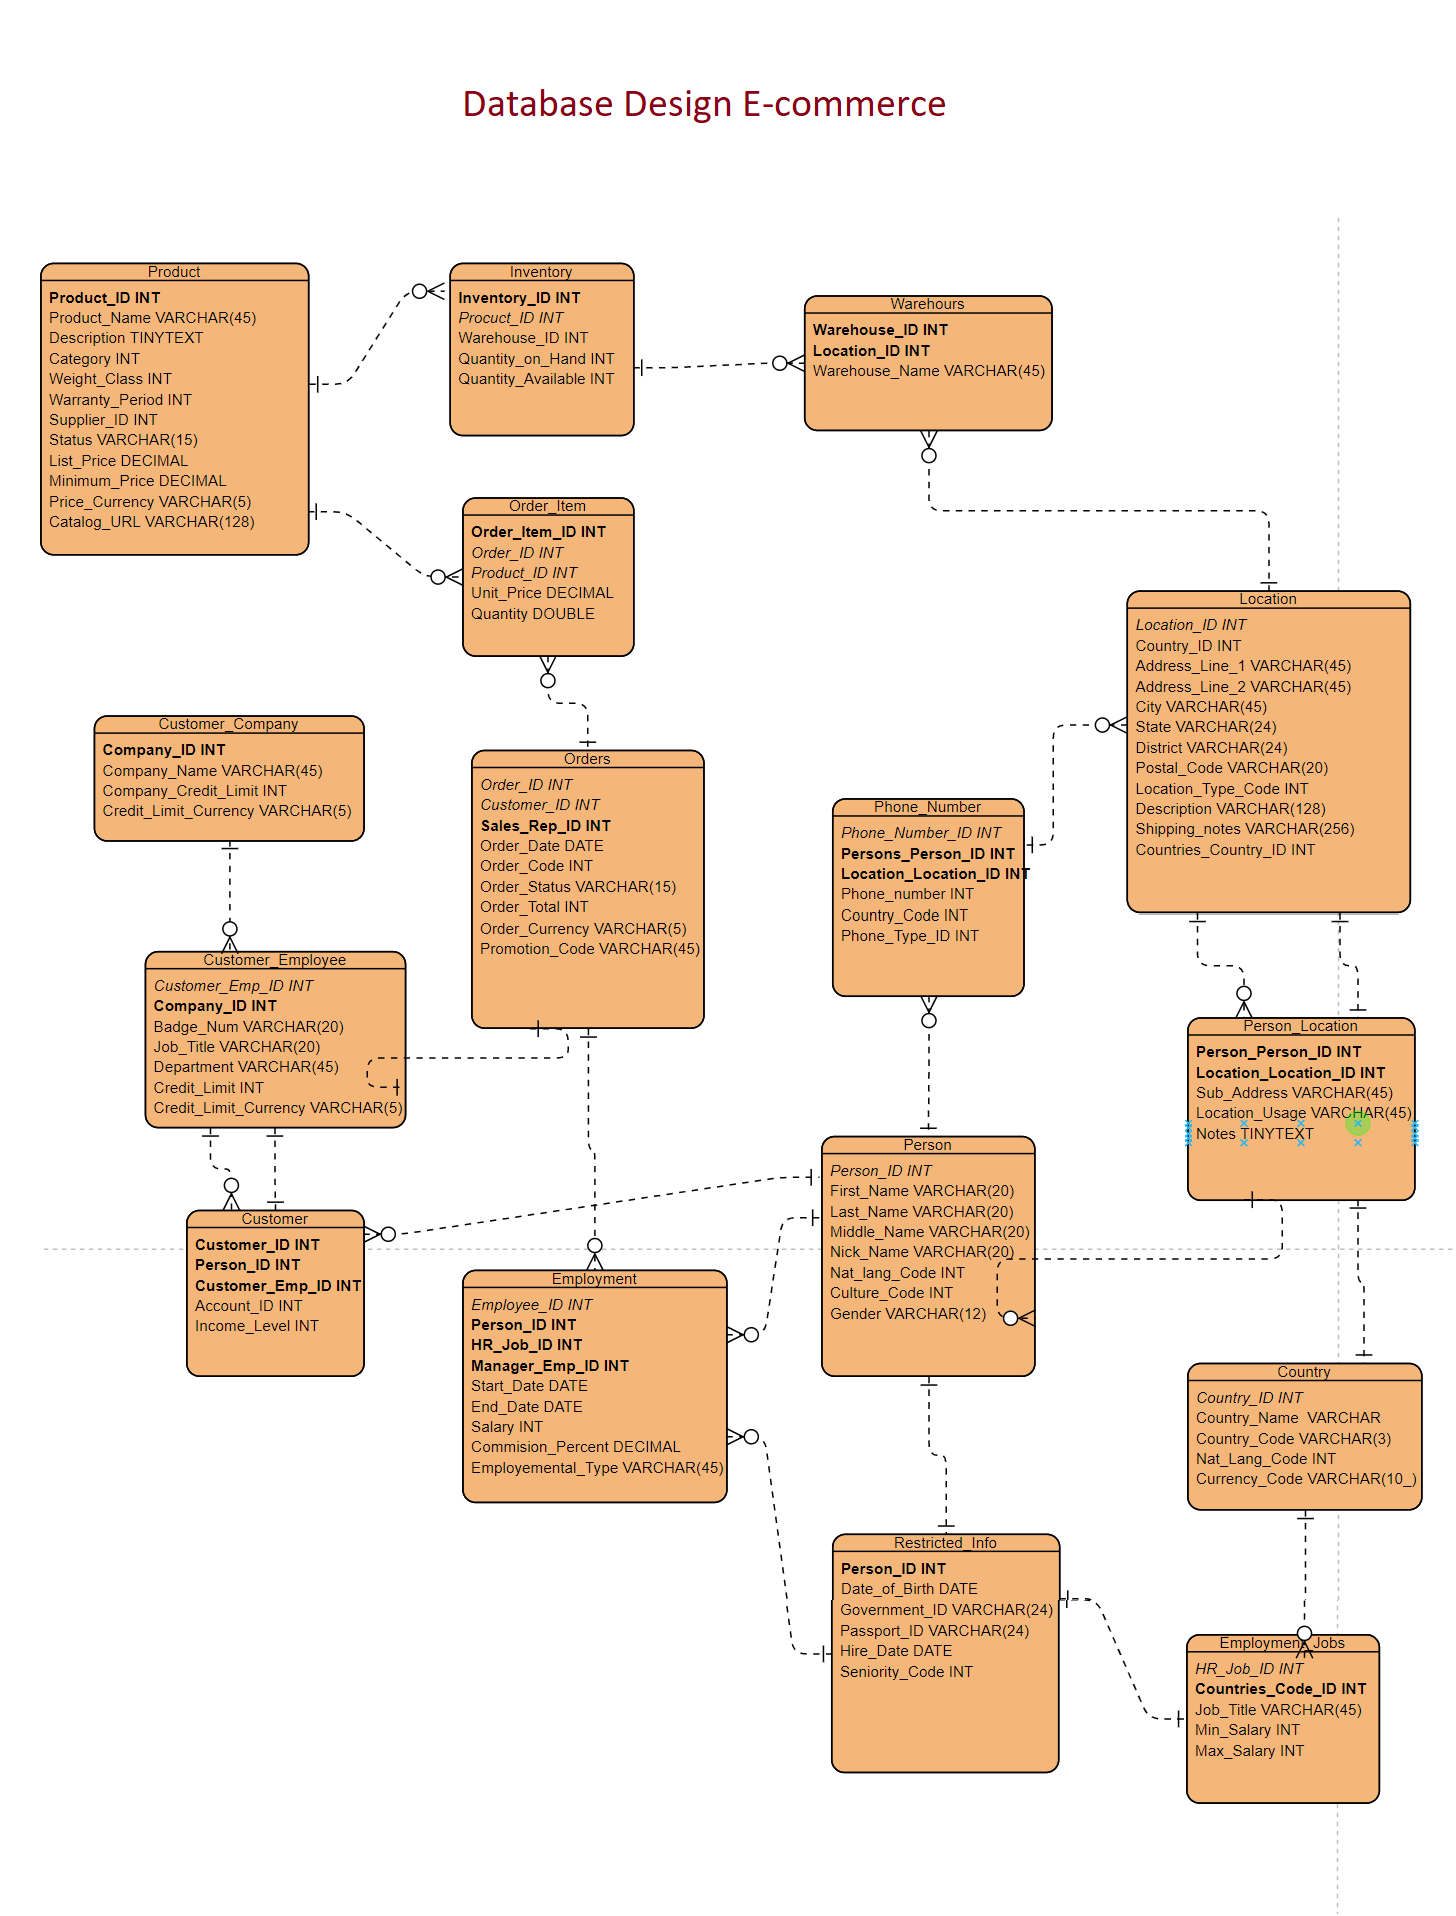 Database Design E-commerce
Product
Product_ID INT
Product_Name VARCHAR(45)
Description TINYTEXT
Category INT
Weight_Class INT
Warranty_Period INT
Supplier_ID INT
Status VARCHAR(15)
List_Price DECIMAL
Minimum_Price DECIMAL
Price_Currency VARCHAR(5)
Catalog_URL VARCHAR(128)
Inventory
Inventory_ID INT
Procuct_ID INT
Warehouse_ID INT
Quantity_on_Hand INT
Quantity_Available INT
Warehours
Warehouse_ID INT
Location_ID INT
Warehouse_Name VARCHAR(45)
Order_Item
Order_Item_ID INT
Order_ID INT
Product_ID INT
Unit_Price DECIMAL
Quantity DOUBLE
Location
Location_ID INT
Country_ID INT
Address_Line_1 VARCHAR(45)
Address_Line_2 VARCHAR(45)
City VARCHAR(45)
State VARCHAR(24)
District VARCHAR(24)
Postal_Code VARCHAR(20)
Location_Type_Code INT
Description VARCHAR(128)
Shipping_notes VARCHAR(256)
Countries_Country_ID INT
Customer_Company
Company_ID INT
Company_Name VARCHAR(45)
Company_Credit_Limit INT
Credit_Limit_Currency VARCHAR(5)
Orders
Order_ID INT
Customer_ID INT
Sales_Rep_ID INT
Order_Date DATE
Order_Code INT
Order_Status VARCHAR(15)
Order_Total INT
Order_Currency VARCHAR(5)
Promotion_Code VARCHAR(45)
Phone_Number
Phone_Number_ID INT
Persons_Person_ID INT
Location_Location_ID INT
Phone_number INT
Country_Code INT
Phone_Type_ID INT
Customer_Employee
Customer_Emp_ID INT
Company_ID INT
Badge_Num VARCHAR(20)
Job_Title VARCHAR(20)
Department VARCHAR(45)
Credit_Limit INT
Credit_Limit_Currency VARCHAR(5)
Person_Location
Person_Person_ID INT
Location_Location_ID INT
Sub_Address VARCHAR(45)
Location_Usage VARCHAR(45)
Notes TINYTEXT
Person
Person_ID INT
First_Name VARCHAR(20)
Last_Name VARCHAR(20)
Middle_Name VARCHAR(20)
Nick_Name VARCHAR(20)
Nat_lang_Code INT
Culture_Code INT
Gender VARCHAR(12)
Customer
Customer_ID INT
Person_ID INT
Customer_Emp_ID INT
Account_ID INT
Income_Level INT
Employment
Employee_ID INT
Person_ID INT
HR_Job_ID INT
Manager_Emp_ID INT
Start_Date DATE
End_Date DATE
Salary INT
Commision_Percent DECIMAL
Employemental_Type VARCHAR(45)
Country
Country_ID INT
Country_Name  VARCHAR
Country_Code VARCHAR(3)
Nat_Lang_Code INT
Currency_Code VARCHAR(10_)
Restricted_Info
Person_ID INT
Date_of_Birth DATE
Government_ID VARCHAR(24)
Passport_ID VARCHAR(24)
Hire_Date DATE
Seniority_Code INT
Employment_Jobs
HR_Job_ID INT
Countries_Code_ID INT
Job_Title VARCHAR(45)
Min_Salary INT
Max_Salary INT